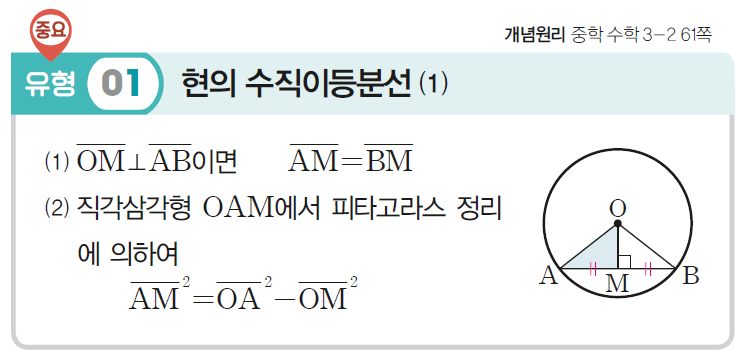 중요
개념원리 중학 수학 3-2 61쪽
유형 01 현의 수직이등분선 (1)
(1) OM⊥AB이면 AM=BM
(2) 직각삼각형 OAM에서 피타고라스 정리
에 의하여
AM²=OA²-OM²
O
A M B